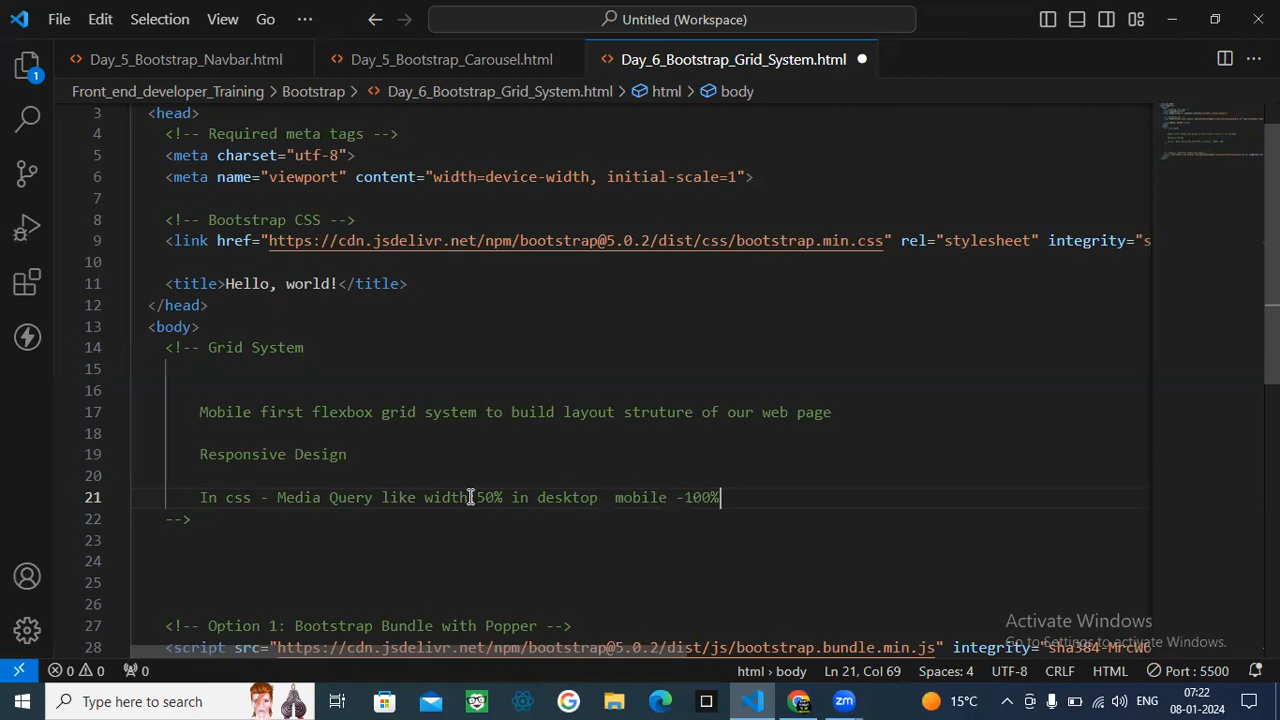 File Edit Selection View Go Untitled (Workspace)
Day_5_Bootstrap_Navbar.html Day_5_Bootstrap_Carousel.html Day_6_Bootstrap_Grid_System.html
Front_end_developer_Training > Bootstrap > Day_6_Bootstrap_Grid_System.html > html > body
3 <head>
4 <!-- Required meta tags -->
5 <meta charset="utf-8">
6 <meta name="viewport" content="width=device-width, initial-scale=1">
7
8 <!-- Bootstrap CSS -->
9 <link href="https://cdn.jsdelivr.net/npm/bootstrap@5.0.2/dist/css/bootstrap.min.css" rel="stylesheet" integrity="s
10
11 <title>Hello, world!</title>
12 </head>
13 <body>
14 <!-- Grid System
15
16
17 Mobile first flexbox grid system to build layout struture of our web page
18
19 Responsive Design
20
21 In css - Media Query like width 50% in desktop  mobile -100%
22 -->
23
24
25
26
27 <!-- Option 1: Bootstrap Bundle with Popper -->
28 <script src="https://cdn.jsdelivr.net/npm/bootstrap@5.0.2/dist/js/bootstrap.bundle.min.js" integrity="sha384-MrcW
Activate Windows
Go to Settings to activate Windows.
1
0 0 0 html > body Ln 21, Col 69 Spaces: 4 UTF-8 CRLF HTML Port : 5500
Type here to search zm 15°C 07:22
08-01-2024